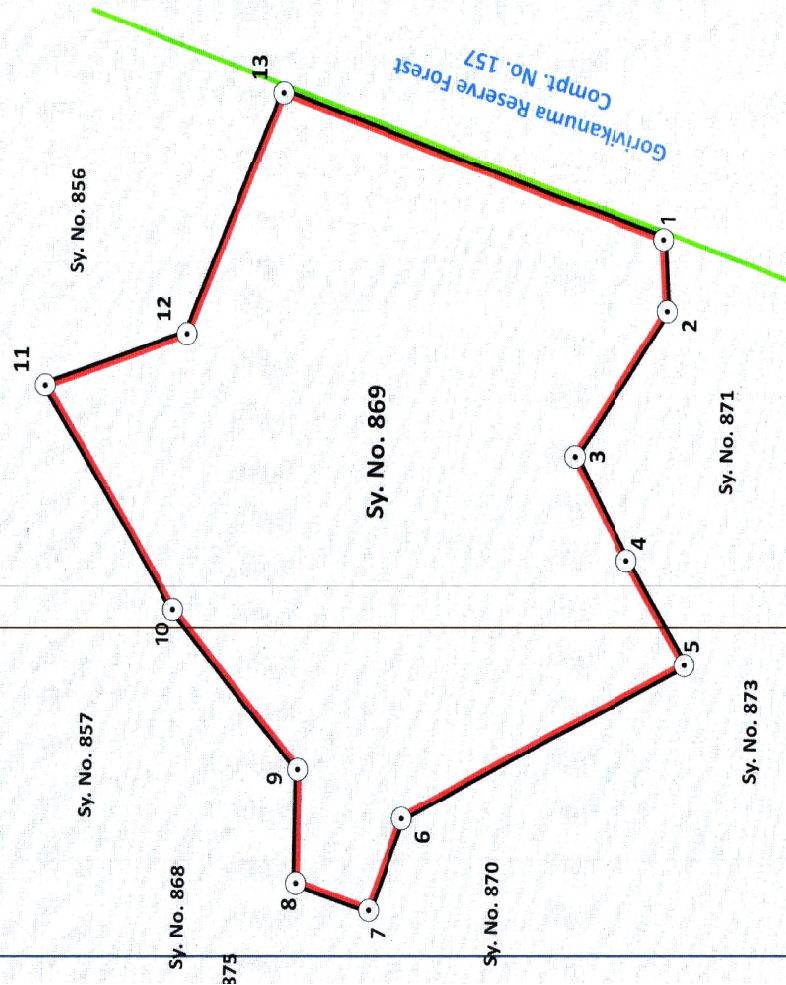 Gorivikanuma Reserve Forest
Compt. No. 157
13
Sy. No. 856
1
12
11
2
Sy. No. 869
Sy. No. 871
3
4
10
5
Sy. No. 857
9
Sy. No. 873
6
8
7
Sy. No. 868
Sy. No. 870
875